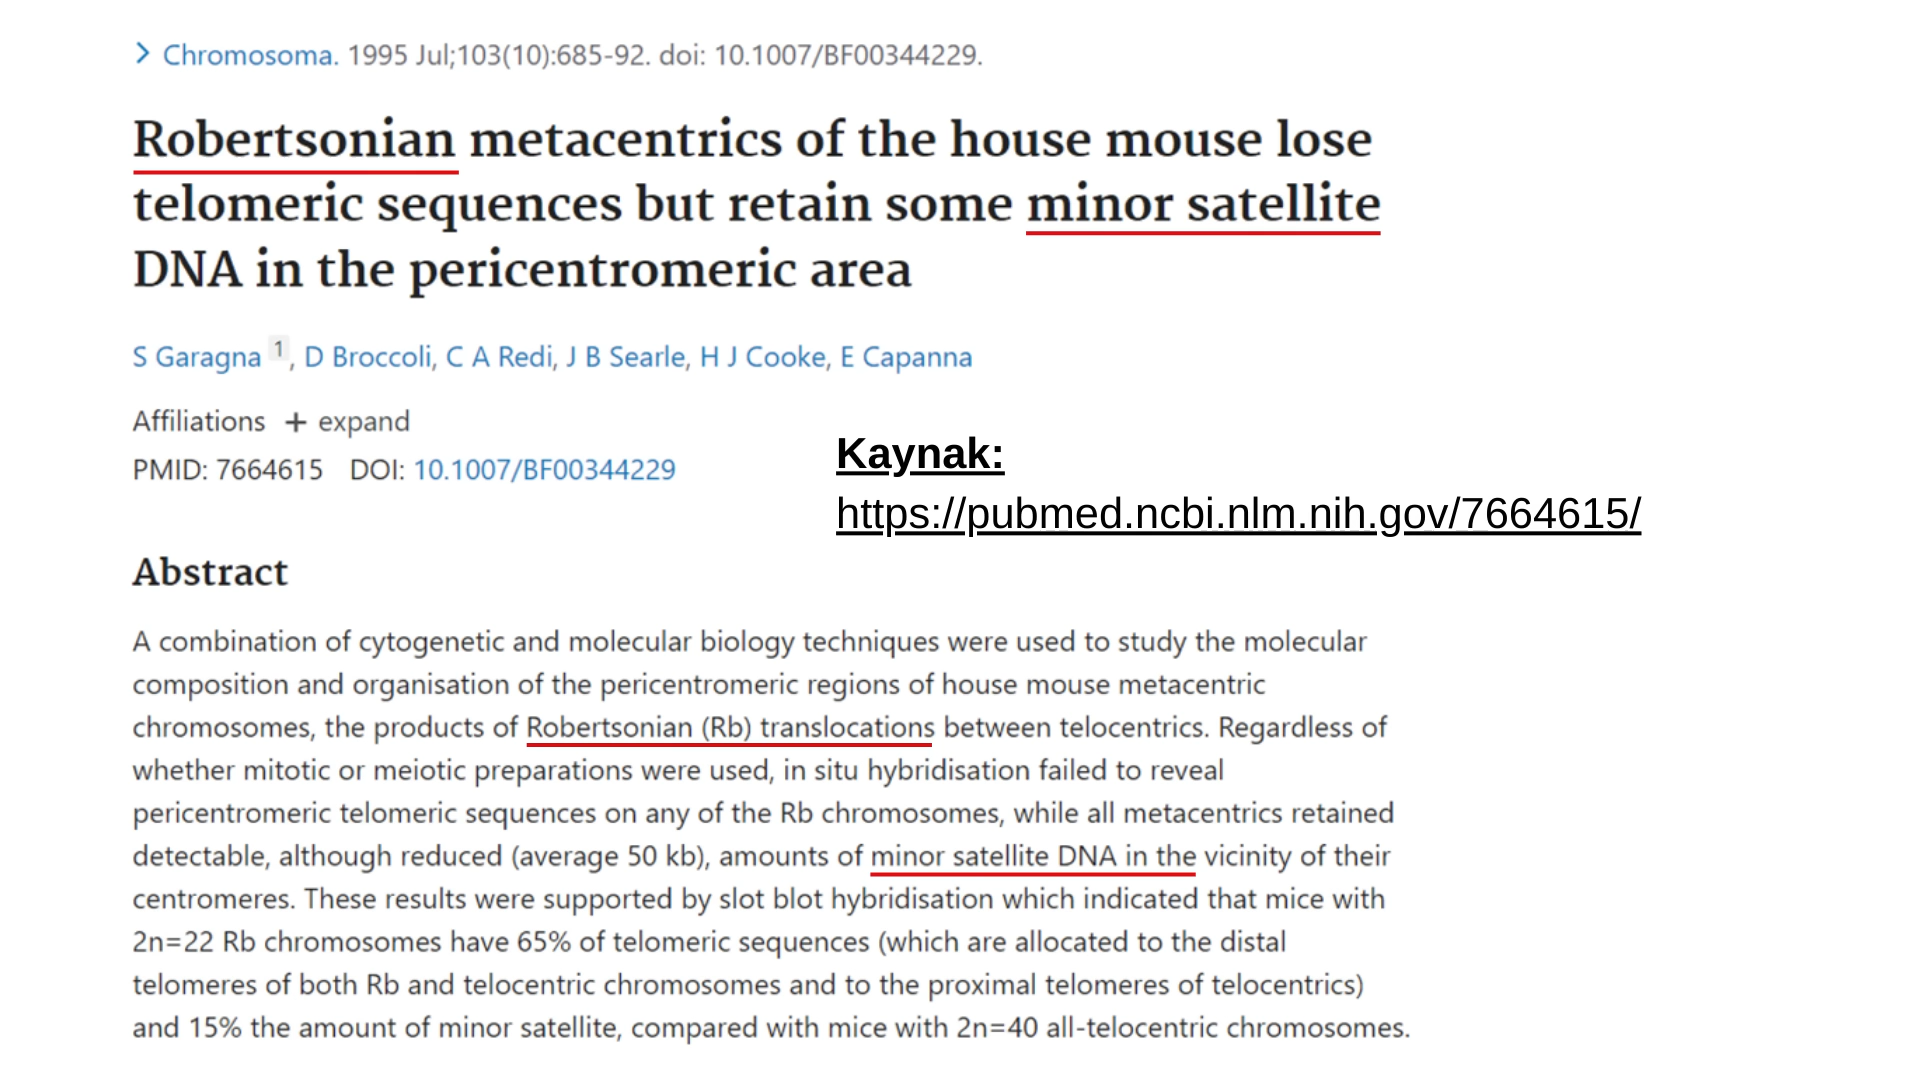 Chromosoma. 1995 Jul;103(10):685-92. doi: 10.1007/BF00344229.
Robertsonian metacentrics of the house mouse lose
telomeric sequences but retain some minor satellite
DNA in the pericentromeric area
S Garagna 1, D Broccoli, C A Redi, J B Searle, H J Cooke, E Capanna
Affiliations + expand
PMID: 7664615 DOI: 10.1007/BF00344229
Kaynak:
https://pubmed.ncbi.nlm.nih.gov/7664615/
Abstract
A combination of cytogenetic and molecular biology techniques were used to study the molecular
composition and organisation of the pericentromeric regions of house mouse metacentric
chromosomes, the products of Robertsonian (Rb) translocations between telocentrics. Regardless of
whether mitotic or meiotic preparations were used, in situ hybridisation failed to reveal
pericentromeric telomeric sequences on any of the Rb chromosomes, while all metacentrics retained
detectable, although reduced (average 50 kb), amounts of minor satellite DNA in the vicinity of their
centromeres. These results were supported by slot blot hybridisation which indicated that mice with
2n=22 Rb chromosomes have 65% of telomeric sequences (which are allocated to the distal
telomeres of both Rb and telocentric chromosomes and to the proximal telomeres of telocentrics)
and 15% the amount of minor satellite, compared with mice with 2n=40 all-telocentric chromosomes.